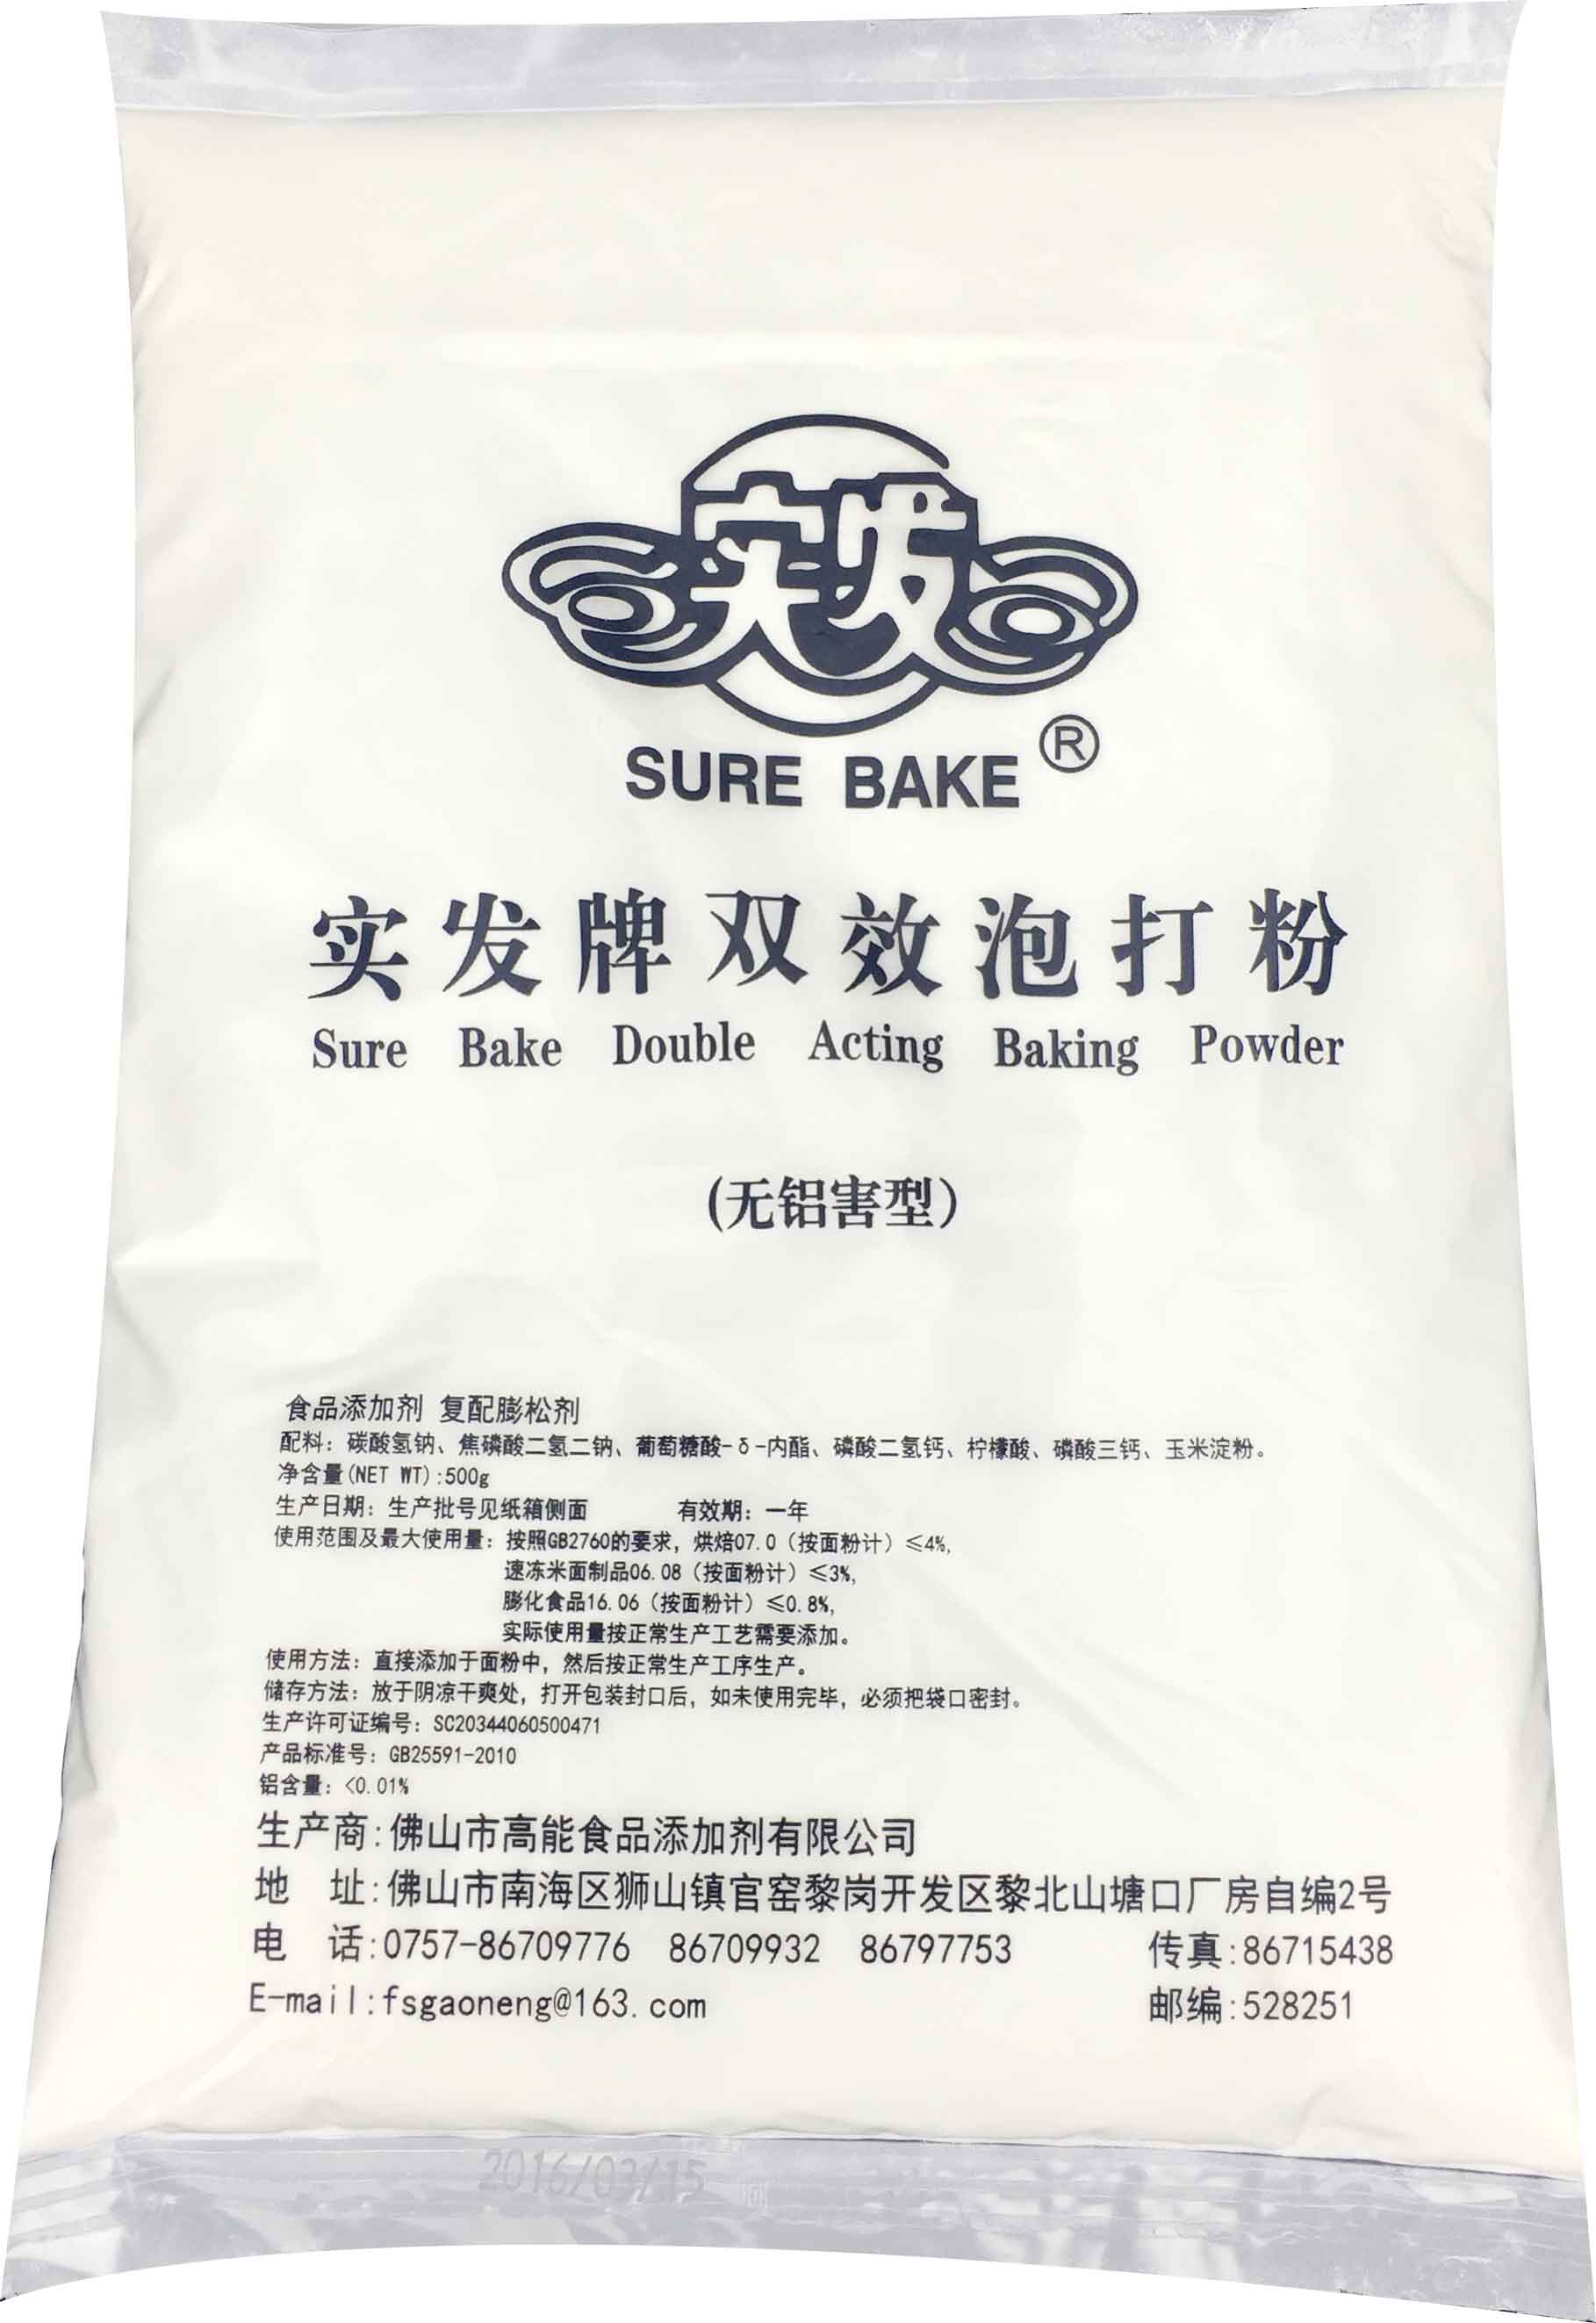 实发
SURE BAKE ®
实发牌双效泡打粉
Sure Bake Double Acting Baking Powder
(无铝害型)
食品添加剂 复配膨松剂
配料：碳酸氢钠、焦磷酸二氢二钠、葡萄糖酸-δ-内酯、磷酸二氢钙、柠檬酸、磷酸三钙、玉米淀粉。
净含量(NET WT):500g
生产日期：生产批号见纸箱侧面 有效期：一年
使用范围及最大使用量：按照GB2760的要求，烘焙07.0（按面粉计）≤4%,
速冻米面制品06.08（按面粉计）≤3%,
膨化食品16.06（按面粉计）≤0.8%,
实际使用量按正常生产工艺需要添加。
使用方法：直接添加于面粉中，然后按正常生产工序生产。
储存方法：放于阴凉干爽处，打开包装封口后，如未使用完毕，必须把袋口密封。
生产许可证编号：SC20344060500471
产品标准号：GB25591-2010
铝含量：<0.01%
生产商:佛山市高能食品添加剂有限公司
地 址:佛山市南海区狮山镇官窑黎岗开发区黎北山塘口厂房自编2号
电 话:0757-86709776 86709932 86797753 传真:86715438
E-mail:fsgaoneng@163.com 邮编:528251
2016/03/15